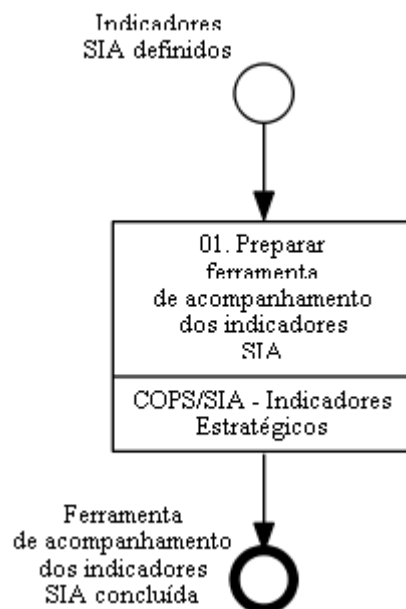 Indicadores
SIA definidos
01. Preparar
ferramenta
de acompanhamento
dos indicadores
SIA
COPS/SIA - Indicadores
Estratégicos
Ferramenta
de acompanhamento
dos indicadores
SIA concluída